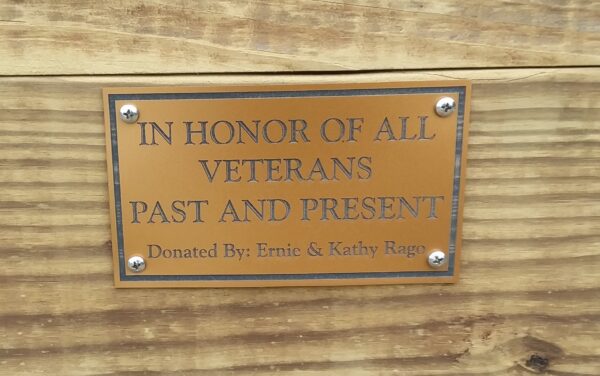 IN HONOR OF ALL
VETERANS
PAST AND PRESENT
Donated By: Ernie & Kathy Rago